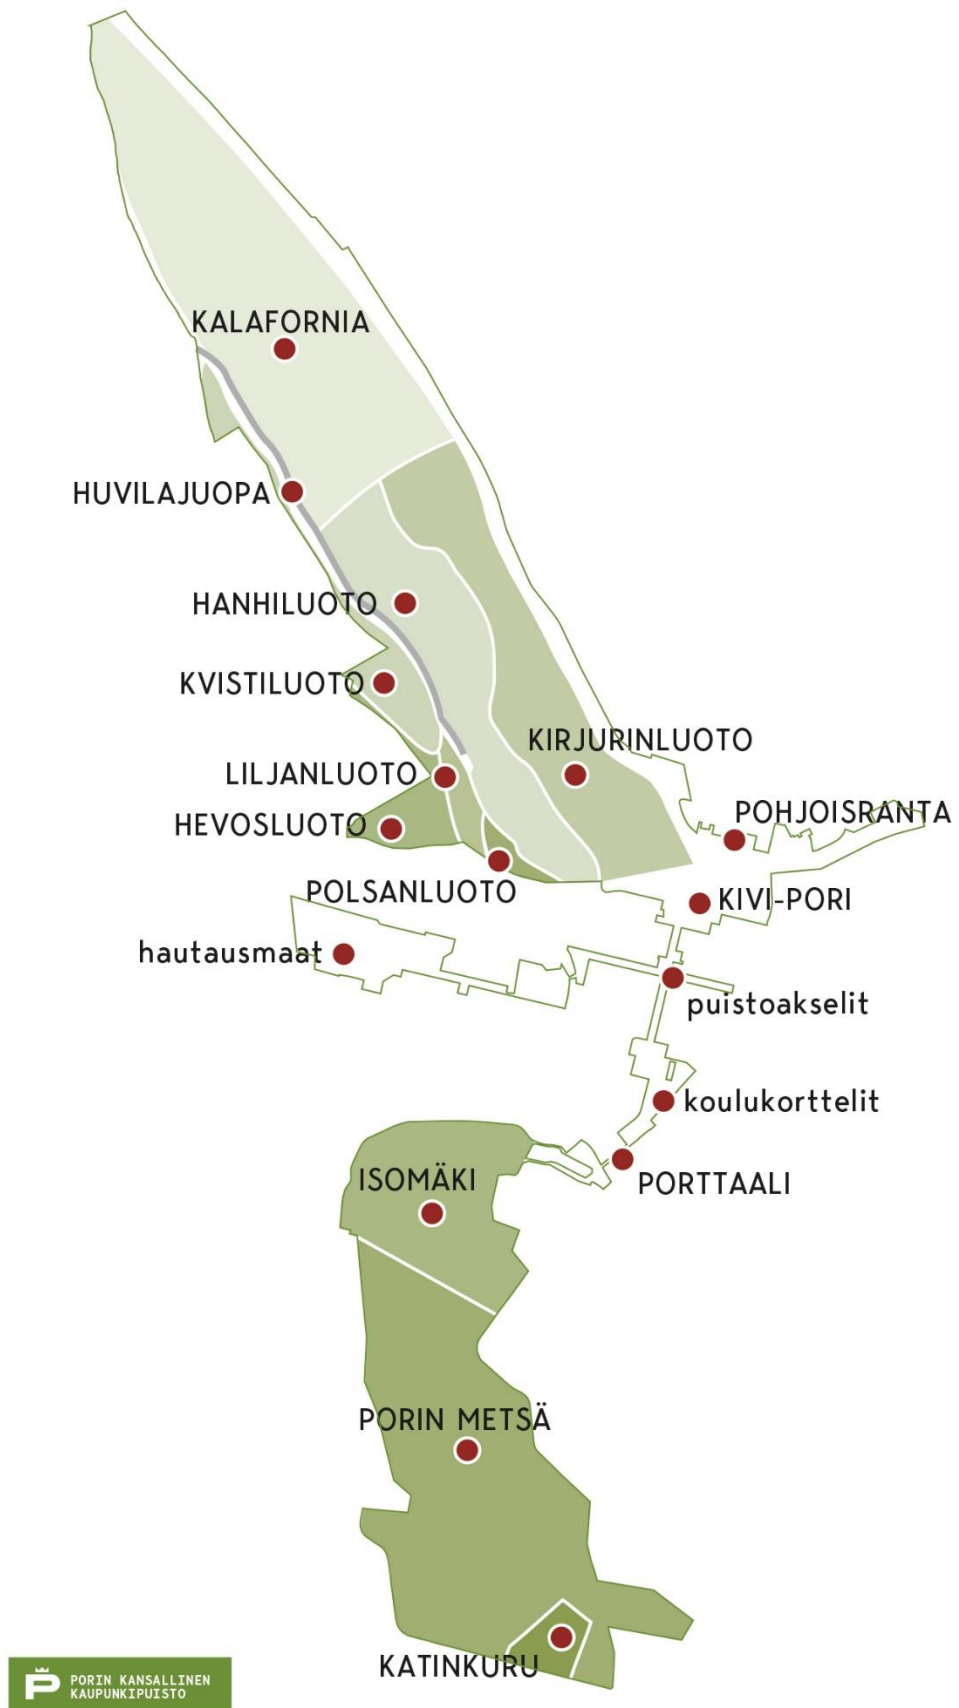 KALAFORNIA
HUVILAJUOPA
HANHILUOTO
KVISTILUOTO
KIRJURINLUOTO
LILJANLUOTO
POHJOISRANTA
HEVOSLUOTO
POLSANLUOTO
KIVI-PORI
hautausmaat
puistoakselit
koulukorttelit
ISOMÄKI
PORTTAALI
PORIN METSÄ
KATINKURU
PORIN KANSALLINEN
KAUPUNKIPUISTO